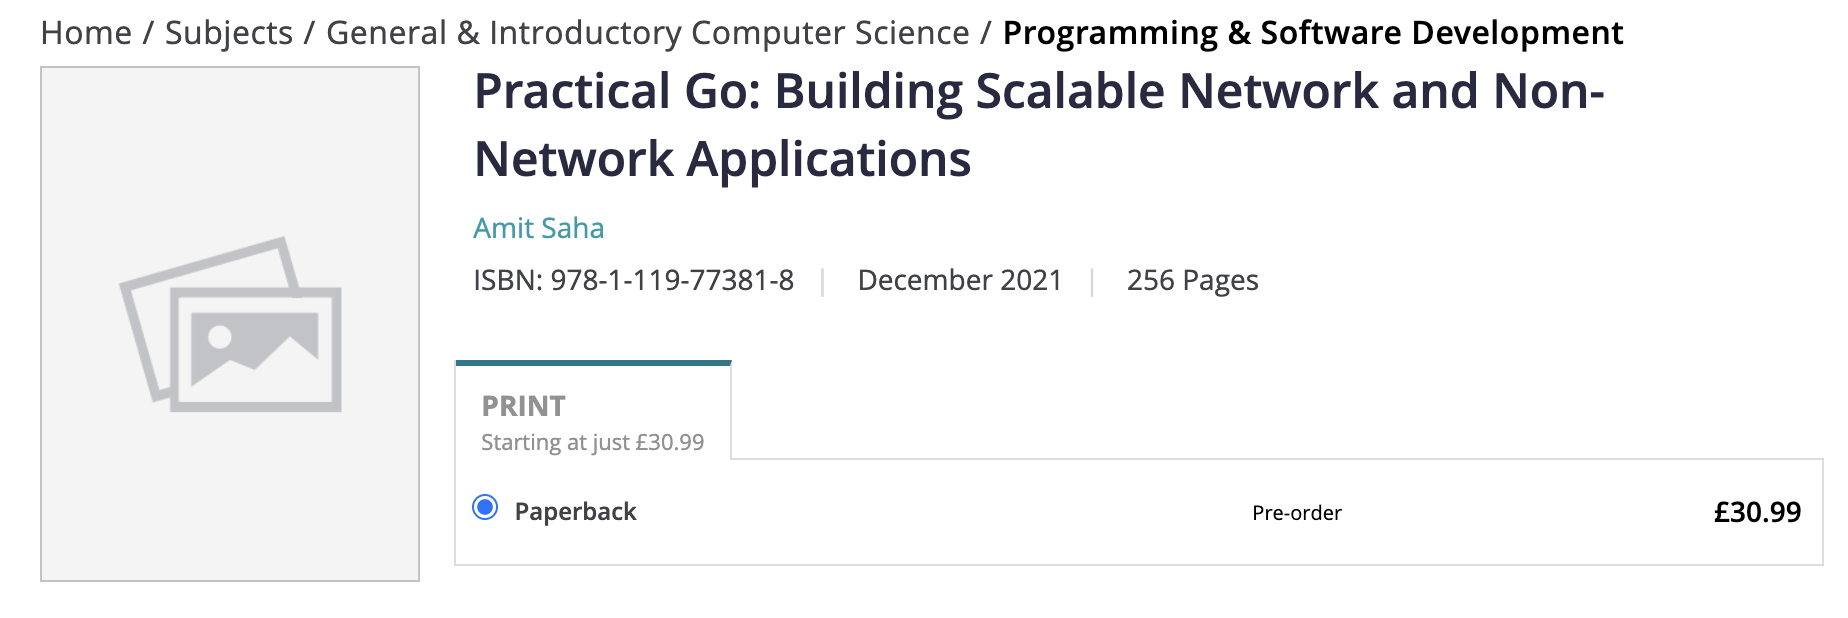 Home / Subjects / General & Introductory Computer Science / Programming & Software Development
Practical Go: Building Scalable Network and Non-
Network Applications
Amit Saha
ISBN: 978-1-119-77381-8 | December 2021 | 256 Pages
PRINT
Starting at just £30.99
Paperback Pre-order £30.99